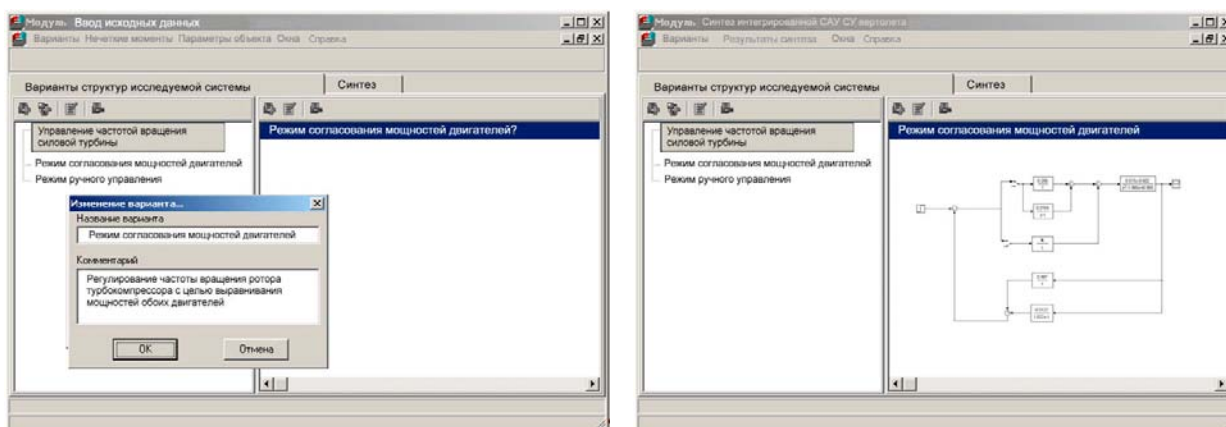 Модуль Ввод исходных данных
Варианты Нечеткие моменты Параметры объекта Окна Справка
Варианты структур исследуемой системы
Синтез
Управление частотой вращения
силовой турбины
Режим согласования мощностей двигателей
Режим ручного управления
Режим согласования мощностей двигателей?
Изменение варианта...
Название варианта
Режим согласования мощностей двигателей
Комментарий
Регулирование частоты вращения ротора
турбокомпрессора с целью выравнивания
мощностей обоих двигателей
OK
Отмена
Модуль Синтез интегрированной САУ СУ вертолета
Варианты Результаты синтеза Окна Справка
Варианты структур исследуемой системы
Синтез
Управление частотой вращения
силовой турбины
Режим согласования мощностей двигателей
Режим ручного управления
Режим согласования мощностей двигателей